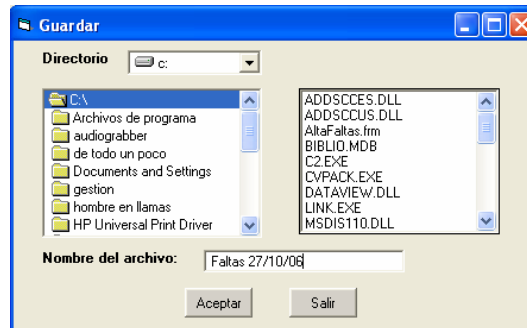 Guardar
Directorio
c:
C:\
Archivos de programa
audiograbber
de todo un poco
Documents and Settings
gestion
hombre en llamas
HP Universal Print Driver
ADDSCCES.DLL
ADDSCCUS.DLL
AltaFaltas.frm
BIBLIO.MDB
C2.EXE
CVPACK.EXE
DATAVIEW.DLL
LINK.EXE
MSDIS110.DLL
Nombre del archivo:
Faltas 27/10/06
Aceptar
Salir